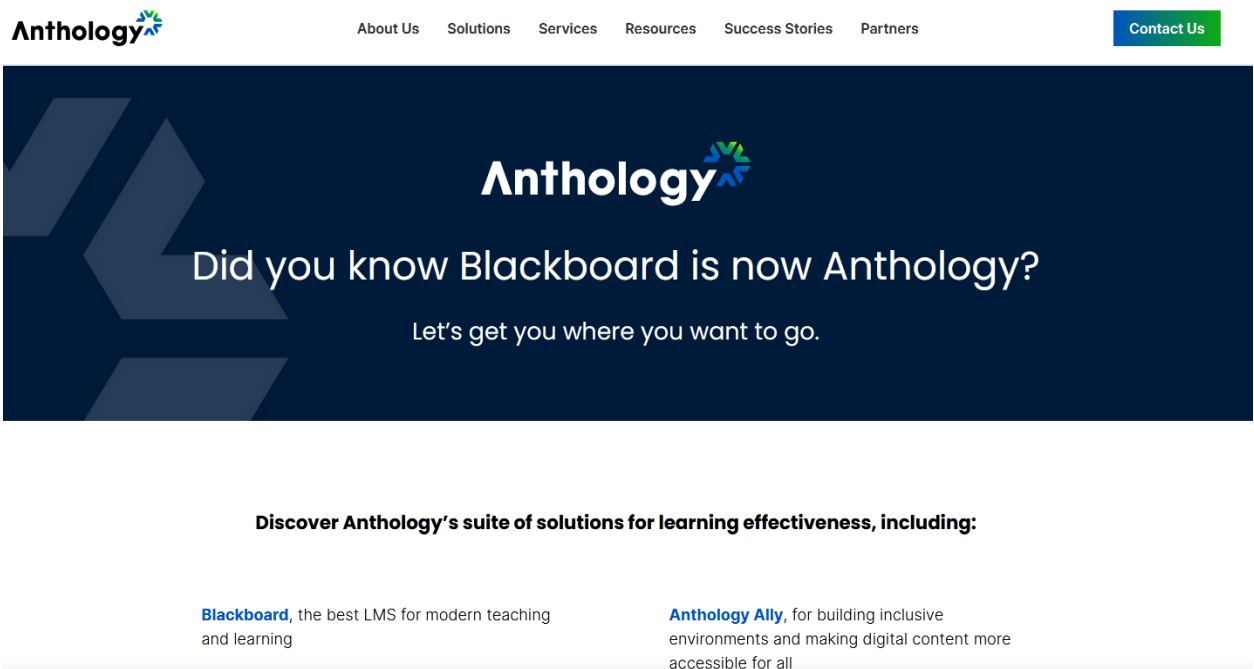 Anthology
About Us
Solutions
Services
Resources
Success Stories
Partners
Contact Us
Anthology
Did you know Blackboard is now Anthology?
Let’s get you where you want to go.
Discover Anthology’s suite of solutions for learning effectiveness, including:
Blackboard, the best LMS for modern teaching
and learning
Anthology Ally, for building inclusive
environments and making digital content more
accessible for all